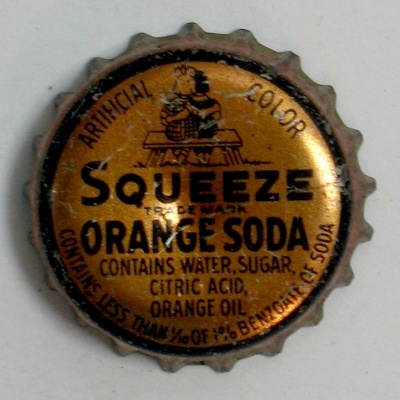 ARTIFICIAL COLOR
SQUEEZE
TRADEMARK
ORANGE SODA
CONTAINS WATER, SUGAR,
CITRIC ACID,
ORANGE OIL
CONTAINS LESS THAN 1/10 OF 1% BENZOATE OF SODA